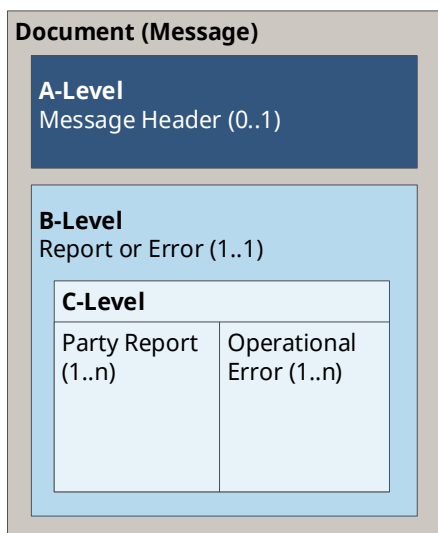 Document (Message)
A-Level
Message Header (0..1)
B-Level
Report or Error (1..1)
C-Level
Party Report
(1..n)
Operational
Error (1..n)